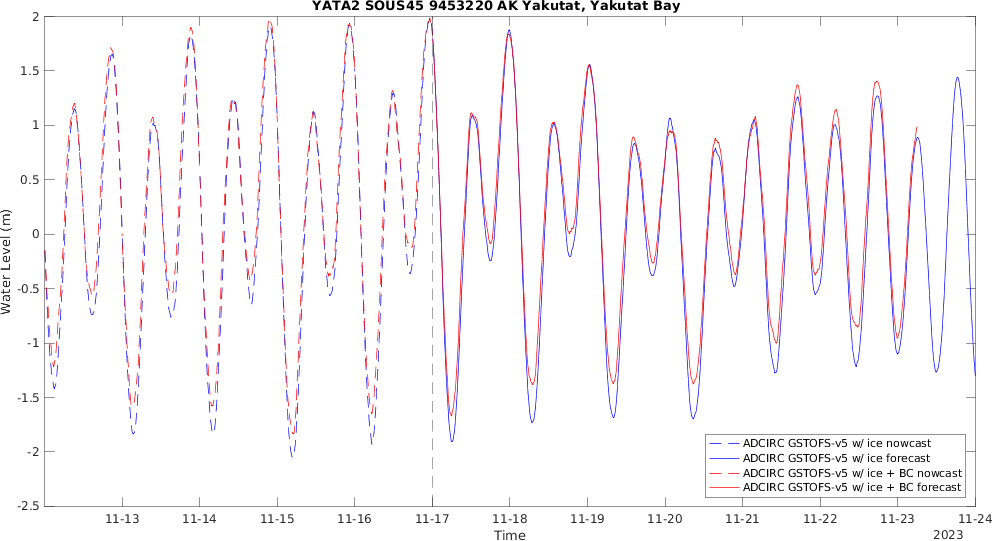 YATA2 SOUS45 9453220 AK Yakutat, Yakutat Bay
2
1.5
1
0.5
0
-0.5
-1
-1.5
-2
-2.5
Water Level (m)
ADCIRC GSTOFS-v5 w/ ice nowcast
ADCIRC GSTOFS-v5 w/ ice forecast
ADCIRC GSTOFS-v5 w/ ice + BC nowcast
ADCIRC GSTOFS-v5 w/ ice + BC forecast
11-13 11-14 11-15 11-16 11-17 11-18 11-19 11-20 11-21 11-22 11-23 11-24
Time
2023